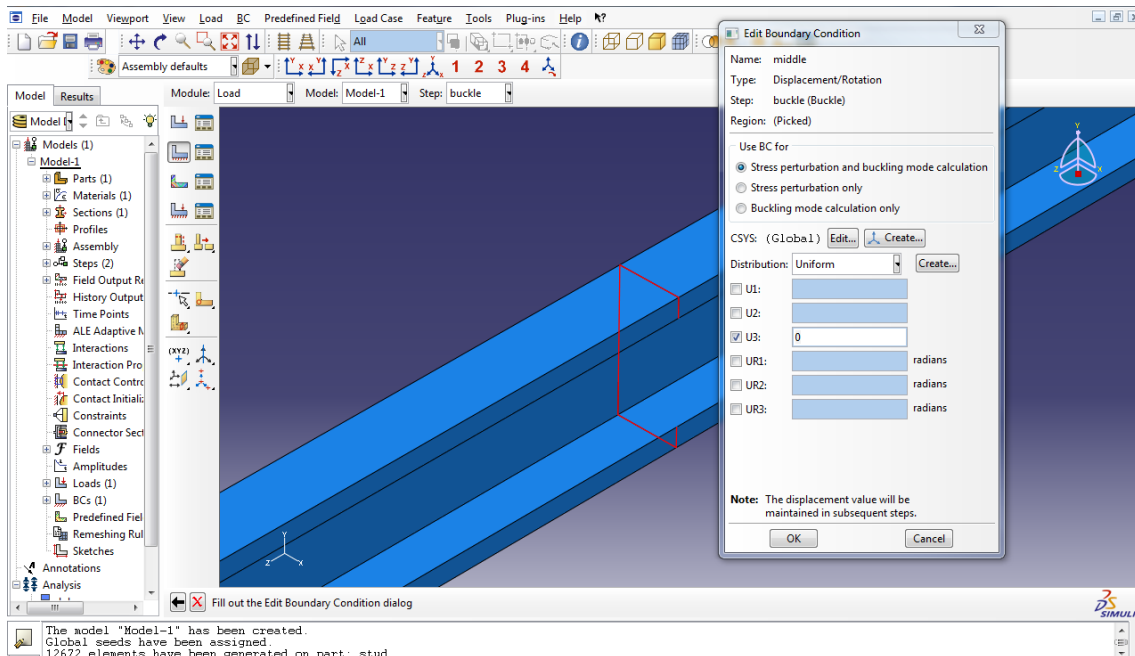 File Model Viewport View Load BC Predefined Field Load Case Feature Tools Plug-ins Help
All
Assembly defaults
1 2 3 4
Model Results
Module: Load Model: Model-1 Step: buckle
Model
Models (1)
Model-1
Parts (1)
Materials (1)
Sections (1)
Profiles
Assembly
Steps (2)
Field Output Re
History Output
Time Points
ALE Adaptive M
Interactions
Interaction Pro
Contact Contro
Contact Initializ
Constraints
Connector Sect
Fields
Amplitudes
Loads (1)
BCs (1)
Predefined Fiel
Remeshing Rul
Sketches
Annotations
Analysis
(XYZ)
Y
Z X
Y
Z X
Edit Boundary Condition
Name: middle
Type: Displacement/Rotation
Step: buckle (Buckle)
Region: (Picked)
Use BC for
Stress perturbation and buckling mode calculation
Stress perturbation only
Buckling mode calculation only
CSYS: (Global) Edit... Create...
Distribution: Uniform Create...
U1:
U2:
U3: 0
UR1: radians
UR2: radians
UR3: radians
Note: The displacement value will be
maintained in subsequent steps.
OK Cancel
Fill out the Edit Boundary Condition dialog
SIMULI
The model "Model-1" has been created.
Global seeds have been assigned.
12672 elements have been generated on part: stud